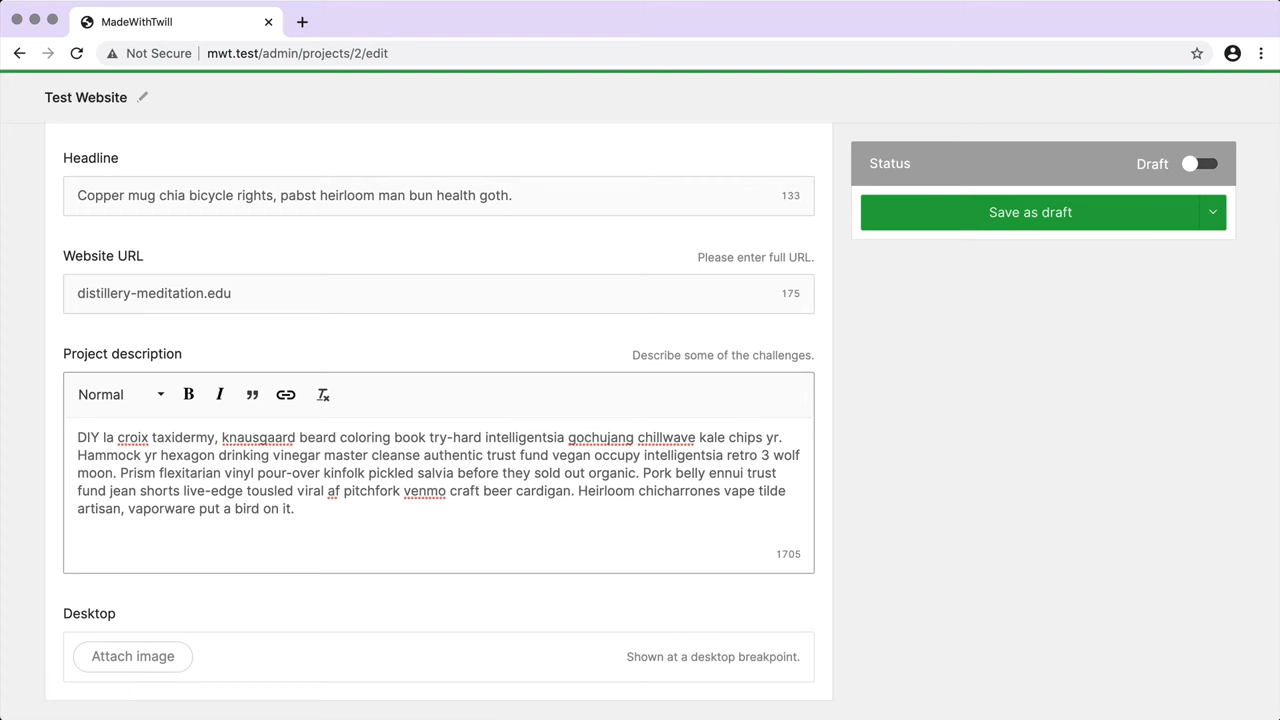 MadeWithTwill
Not Secure
mwt.test/admin/projects/2/edit
Test Website
Headline
Copper mug chia bicycle rights, pabst heirloom man bun health goth.
133
Status
Draft
Save as draft
Website URL
Please enter full URL.
distillery-meditation.edu
175
Project description
Describe some of the challenges.
Normal
B I
DIY la croix taxidermy, knausgaard beard coloring book try-hard intelligentsia gochujang chillwave kale chips yr.
Hammock yr hexagon drinking vinegar master cleanse authentic trust fund vegan occupy intelligentsia retro 3 wolf
moon. Prism flexitarian vinyl pour-over kinfolk pickled salvia before they sold out organic. Pork belly ennui trust
fund jean shorts live-edge tousled viral af pitchfork venmo craft beer cardigan. Heirloom chicharrones vape tilde
artisan, vaporware put a bird on it.
1705
Desktop
Attach image
Shown at a desktop breakpoint.